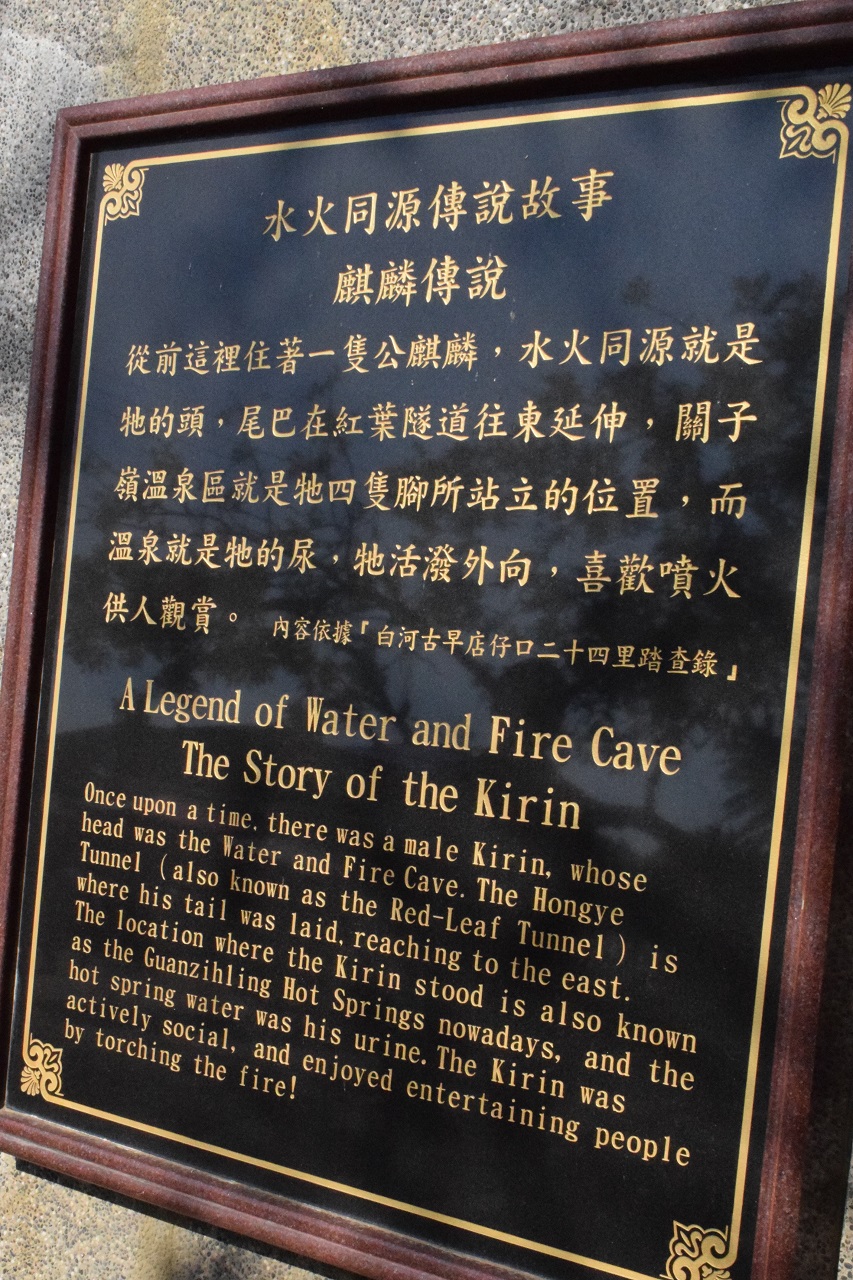 水火同源傳說故事
麒麟傳說
從前這裡住著一隻公麒麟，水火同源就是
牠的頭，尾巴在紅葉隧道往東延伸，關子
嶺溫泉區就是牠四隻腳所站立的位置，而
溫泉就是牠的尿，牠活潑外向，喜歡噴火
供人觀賞。 內容依據『白河古早店仔口二十四里踏查錄』
A Legend of Water and Fire Cave
The Story of the Kirin
Once upon a time, there was a male Kirin, whose
head was the Water and Fire Cave. The Hongye
Tunnel (also known as the Red-Leaf Tunnel) is
where his tail was laid, reaching to the east.
The location where the Kirin stood is also known
as the Guanzihling Hot Springs nowadays, and the
hot spring water was his urine. The Kirin was
actively social, and enjoyed entertaining people
by torching the fire!